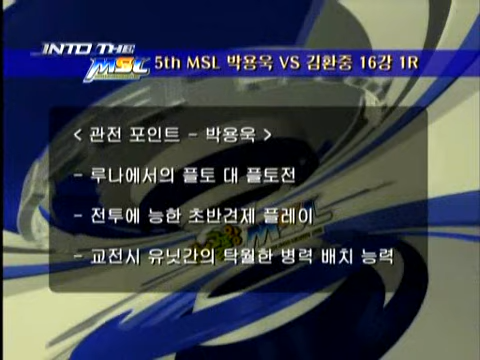 INTO THE
MSL
5th MSL 박용욱 VS 김환중 16강 1R
< 관전 포인트 - 박용욱 >
- 루나에서의 플토 대 플토전
- 전투에 능한 초반견제 플레이
- 교전시 유닛간의 탁월한 병력 배치 능력